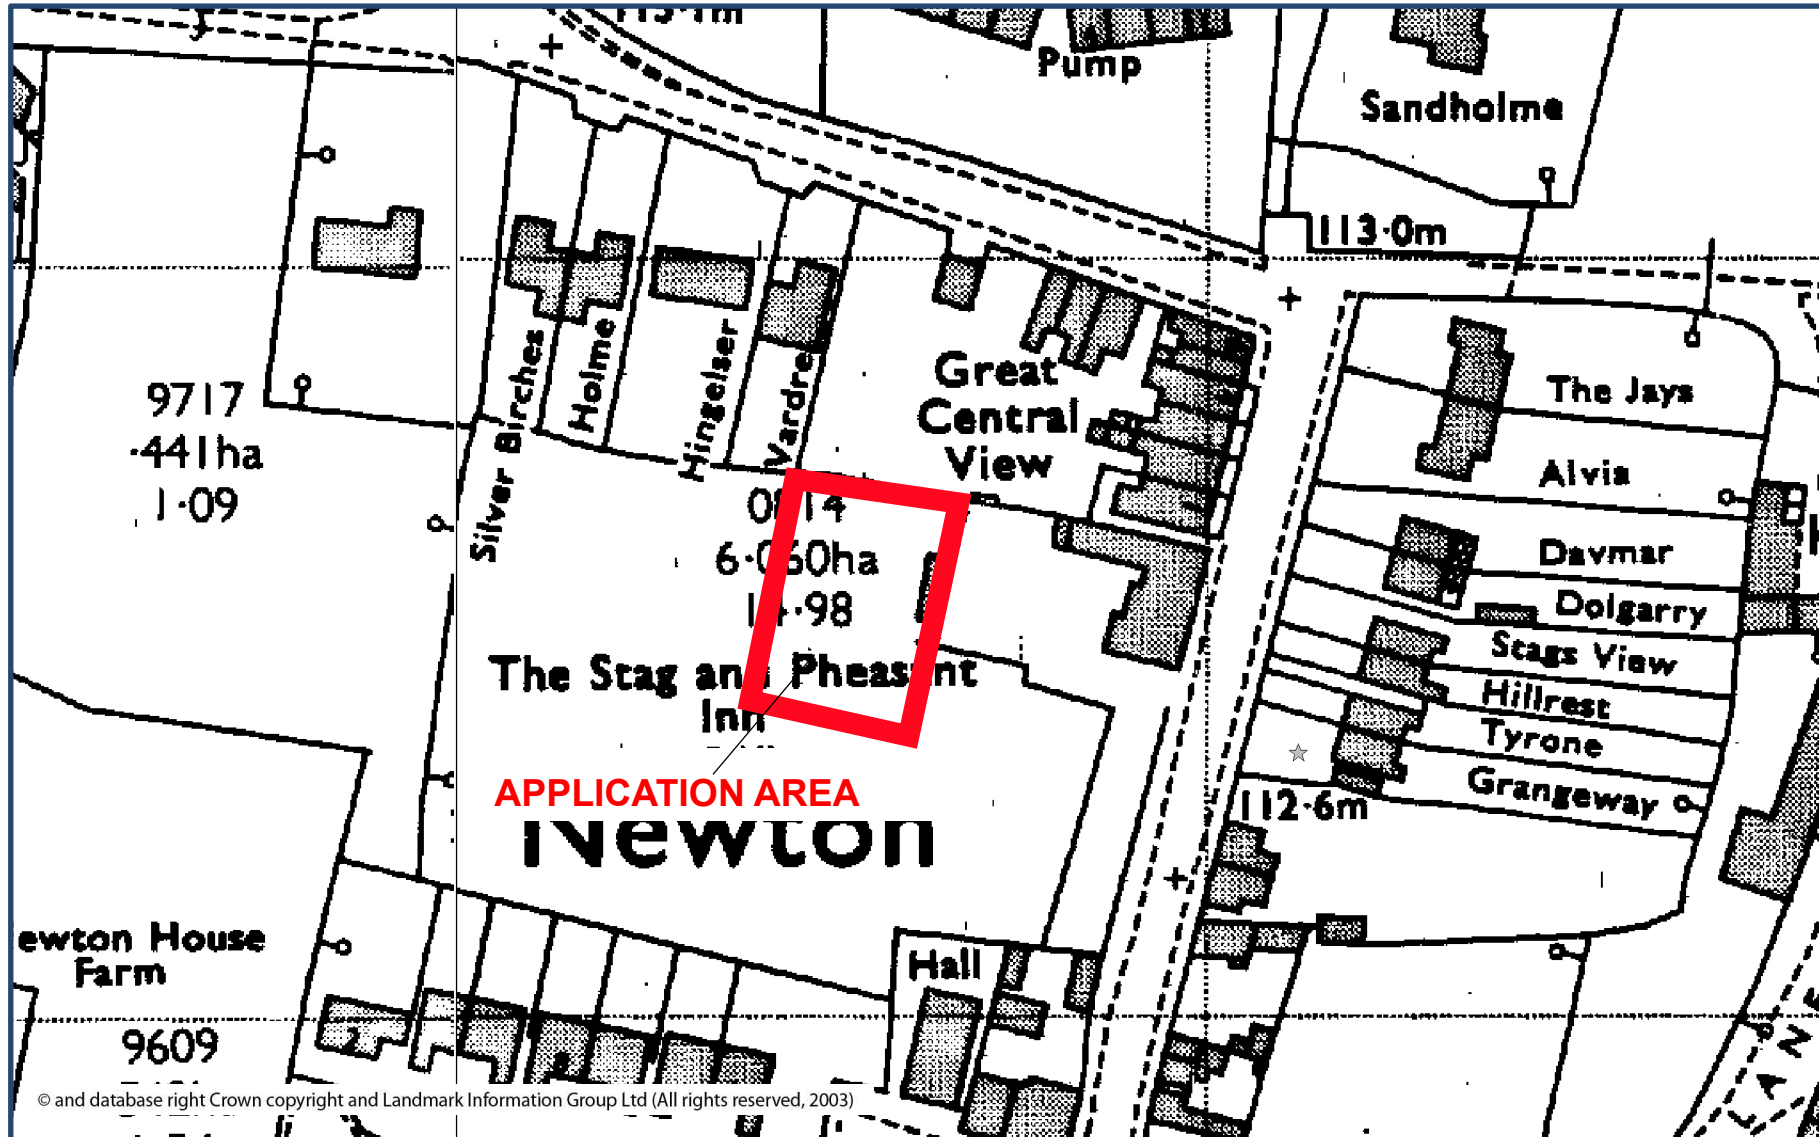 Pump
Sandholme
113·0m
9717
·441ha
1·09
Silver Birches
Holme
Hingelser
Vardre
Great
Central
View
The Jays
Alvia
Davmar
Dolgarry
Stags View
Hillrest
Tyrone
Grangeway
0814
6·060ha
14·98
The Stag and Pheasant
Inn
APPLICATION AREA
Newton
112·6m
ewton House
Farm
Hall
9609
2
LANE
© and database right Crown copyright and Landmark Information Group Ltd (All rights reserved, 2003)